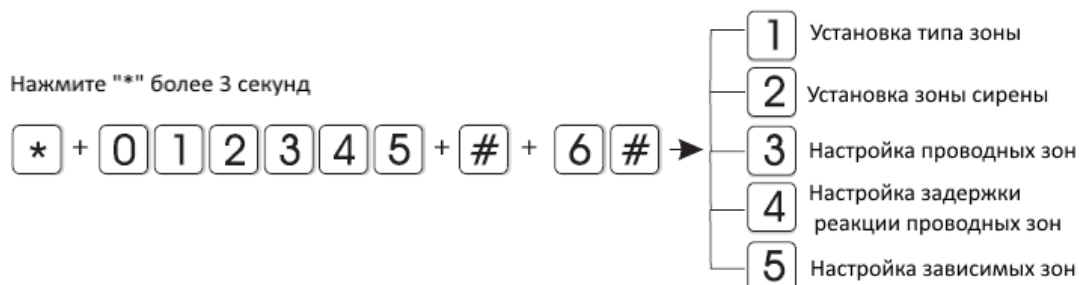 1 Установка типа зоны
Нажмите "*" более 3 секунд
2 Установка зоны сирены
* + 0 1 2 3 4 5 + # + 6 #
3 Настройка проводных зон
4 Настройка задержки
реакции проводных зон
5 Настройка зависимых зон